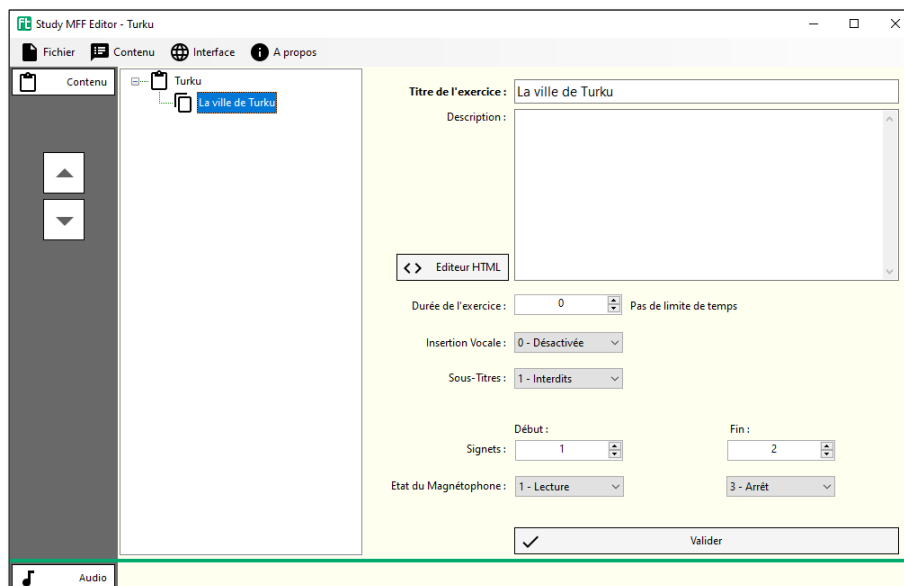 ft Study MFF Editor - Turku
Fichier Contenu Interface A propos
Contenu
Turku
La ville de Turku
Titre de l'exercice : La ville de Turku
Description :
Editeur HTML
Durée de l'exercice : 0 Pas de limite de temps
Insertion Vocale : 0 - Désactivée
Sous-Titres : 1 - Interdits
Début : Fin :
Signets : 1 2
Etat du Magnétophone : 1 - Lecture 3 - Arrêt
Valider
Audio